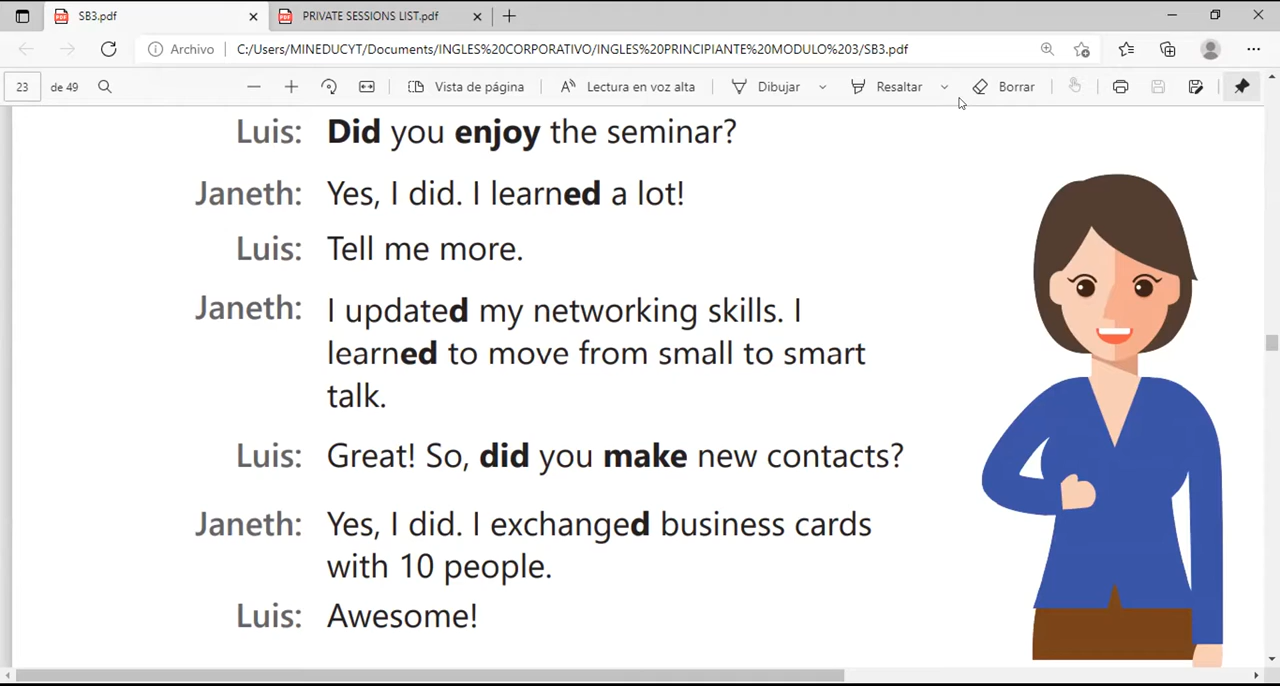 SB3.pdf
PRIVATE SESSIONS LIST.pdf
Archivo
C:/Users/MINEDUCYT/Documents/INGLES%20CORPORATIVO/INGLES%20PRINCIPIANTE%20MODULO%203/SB3.pdf
23 de 49
Vista de página
Lectura en voz alta
Dibujar
Resaltar
Borrar
Luis: Did you enjoy the seminar?
Janeth: Yes, I did. I learned a lot!
Luis: Tell me more.
Janeth: I updated my networking skills. I
learned to move from small to smart
talk.
Luis: Great! So, did you make new contacts?
Janeth: Yes, I did. I exchanged business cards
with 10 people.
Luis: Awesome!